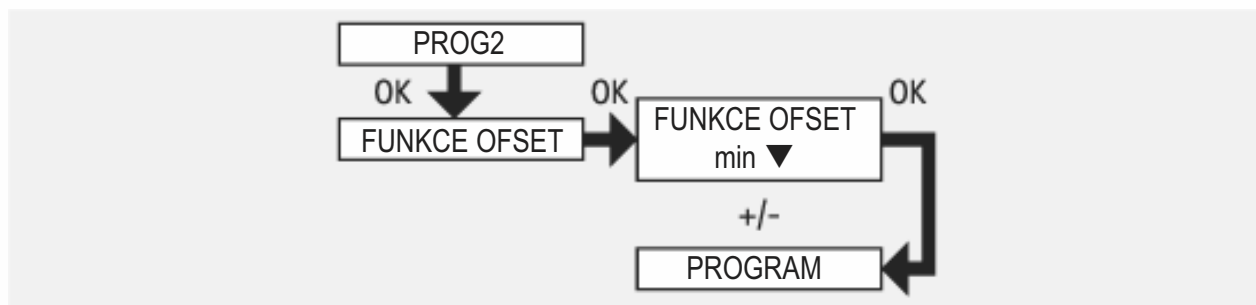 PROG2
OK
FUNKCE OFSET
OK
FUNKCE OFSET
min ▼
OK
+/-
PROGRAM